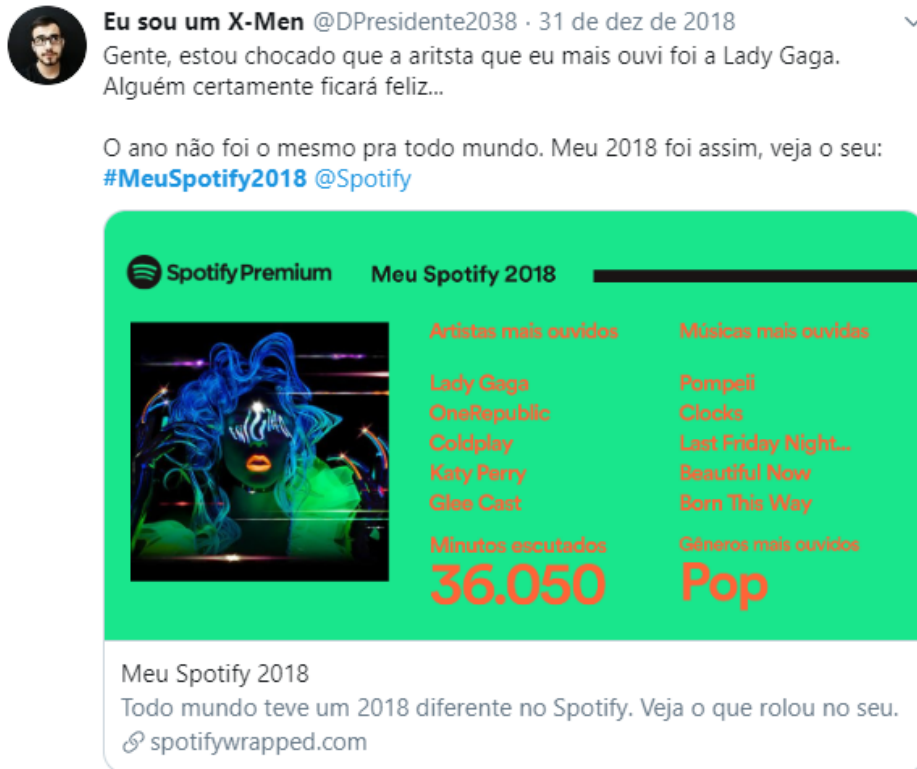 Eu sou um X-Men @DPresidente2038 · 31 de dez de 2018
Gente, estou chocado que a aritsta que eu mais ouvi foi a Lady Gaga.
Alguém certamente ficará feliz...
O ano não foi o mesmo pra todo mundo. Meu 2018 foi assim, veja o seu:
#MeuSpotify2018 @Spotify
Spotify Premium Meu Spotify 2018
ENIGMA
Artistas mais ouvidos
Lady Gaga
OneRepublic
Coldplay
Katy Perry
Glee Cast
Minutos escutados
36.050
Músicas mais ouvidas
Pompeii
Clocks
Last Friday Night...
Beautiful Now
Born This Way
Gêneros mais ouvidos
Pop
Meu Spotify 2018
Todo mundo teve um 2018 diferente no Spotify. Veja o que rolou no seu.
spotifywrapped.com